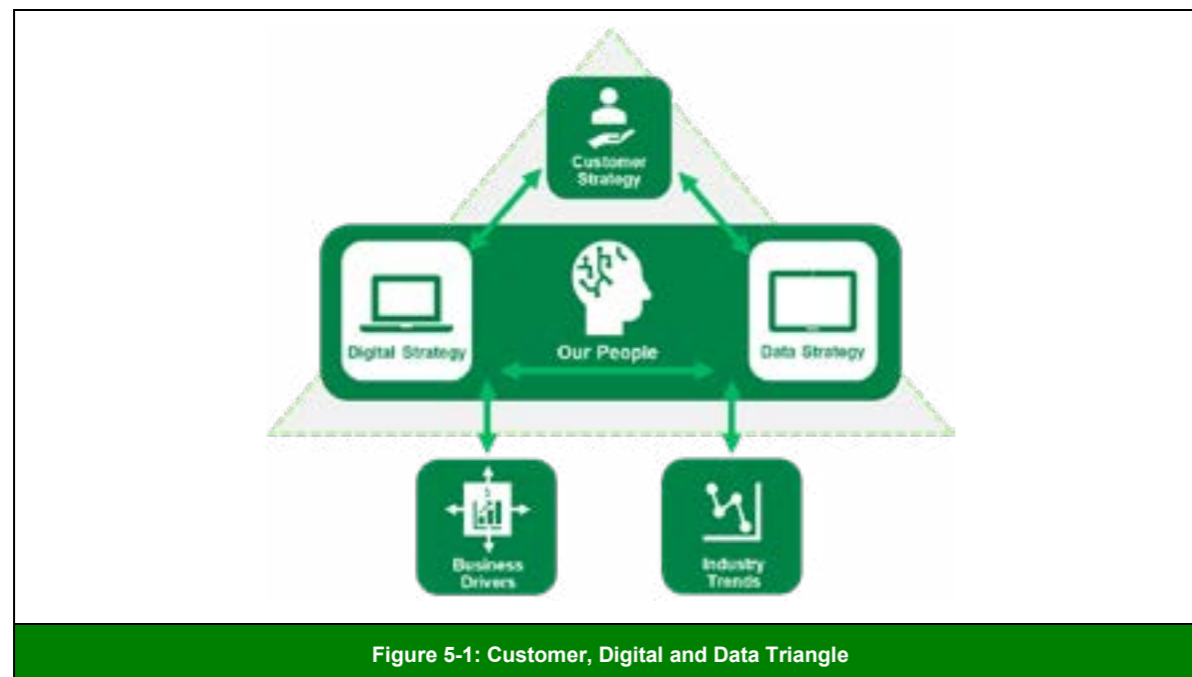 Customer
Strategy
Digital Strategy
Our People
Data Strategy
Business
Drivers
Industry
Trends
Figure 5-1: Customer, Digital and Data Triangle